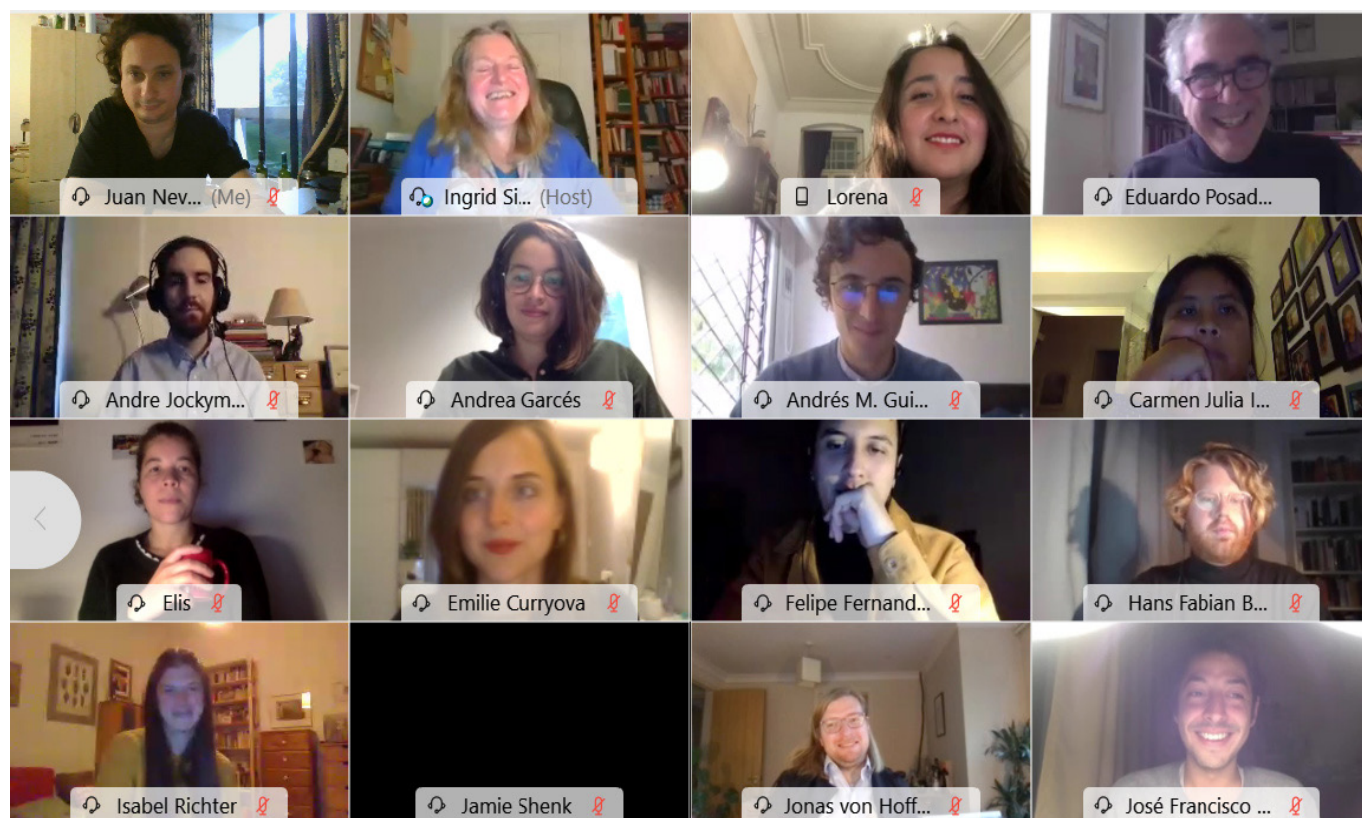 Juan Nev... (Me)
Ingrid Si... (Host)
Lorena
Eduardo Posad...
Andre Jockym...
Andrea Garcés
Andrés M. Gui...
Carmen Julia I...
Elis
Emilie Curryova
Felipe Fernand...
Hans Fabian B...
Isabel Richter
Jamie Shenk
Jonas von Hoff...
José Francisco ...